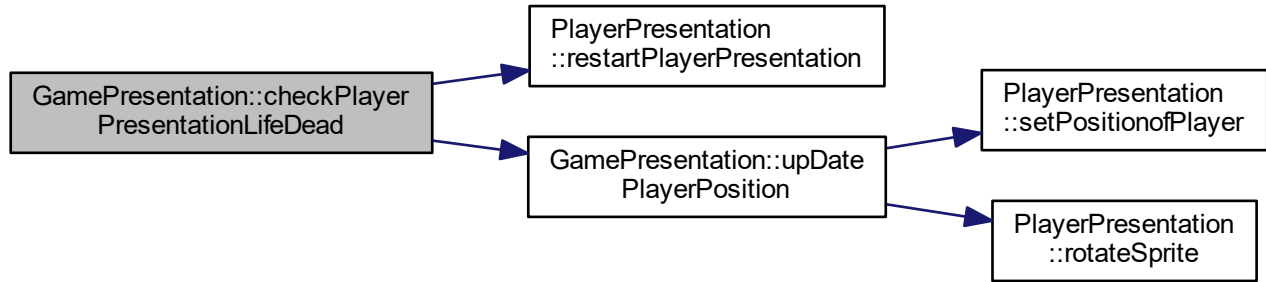 GamePresentation::checkPlayer
PresentationLifeDead
PlayerPresentation
::restartPlayerPresentation
GamePresentation::upDate
PlayerPosition
PlayerPresentation
::setPositionofPlayer
PlayerPresentation
::rotateSprite